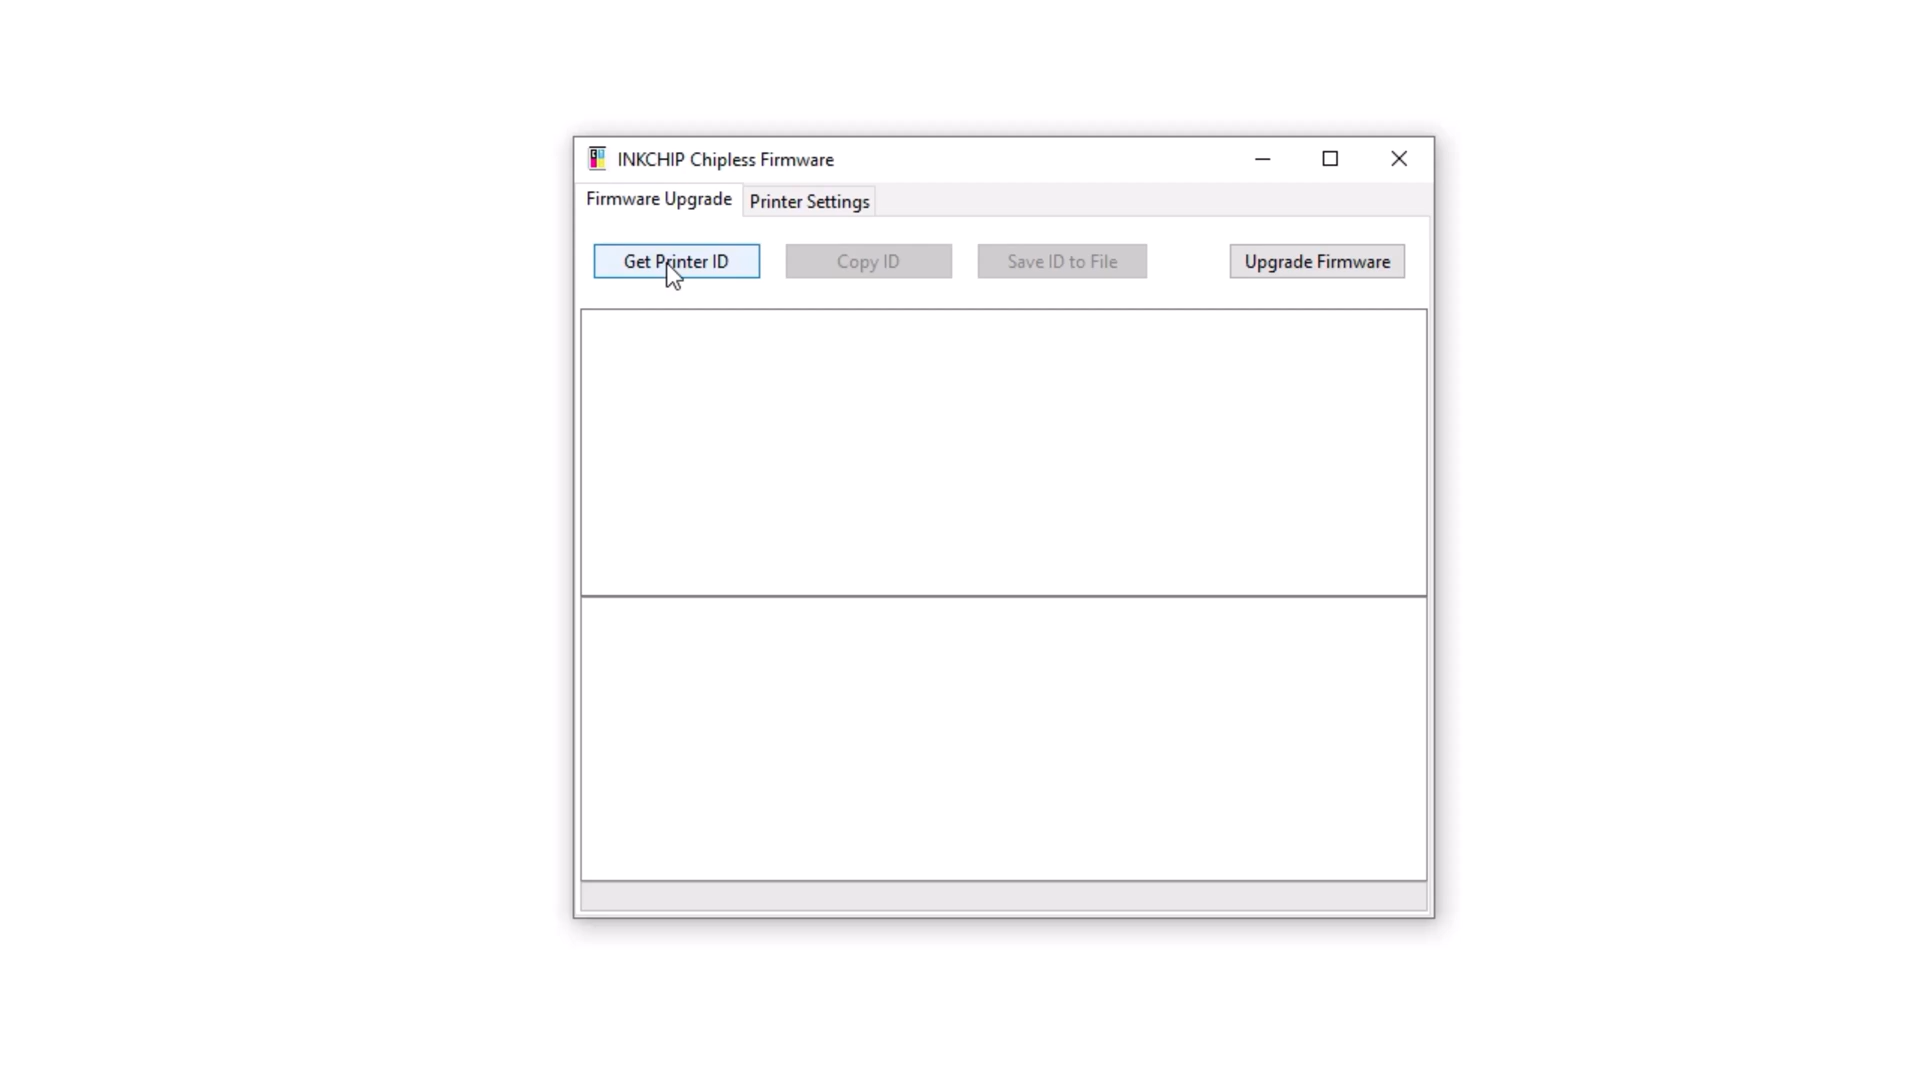 INKCHIP Chipless Firmware
Firmware Upgrade Printer Settings
Get Printer ID Copy ID Save ID to File Upgrade Firmware